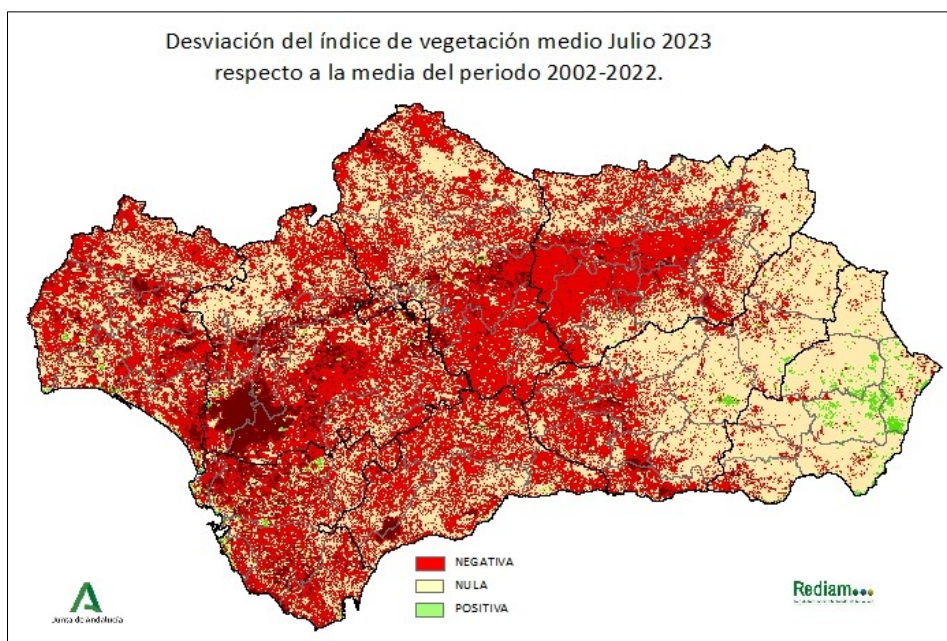 Desviación del índice de vegetación medio Julio 2023
respecto a la media del periodo 2002-2022.
NEGATIVA
NULA
POSITIVA
Junta de Andalucía
Rediam